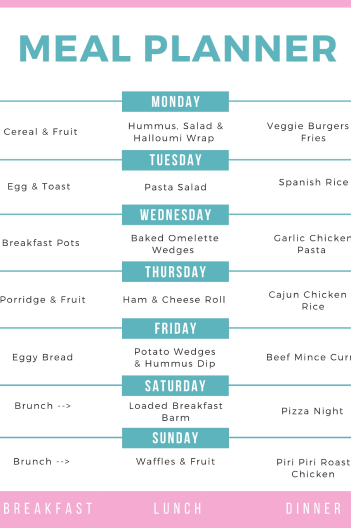 MEAL PLANNER
MONDAY
Cereal & Fruit
Hummus, Salad &
Halloumi Wrap
Veggie Burgers
Fries
TUESDAY
Egg & Toast
Pasta Salad
Spanish Rice
WEDNESDAY
Breakfast Pots
Baked Omelette
Wedges
Garlic Chicken
Pasta
THURSDAY
Porridge & Fruit
Ham & Cheese Roll
Cajun Chicken
Rice
FRIDAY
Eggy Bread
Potato Wedges
& Hummus Dip
Beef Mince
SATURDAY
Brunch -->
Loaded Breakfast
Barm
Pizza Night
SUNDAY
Brunch -->
Waffles & Fruit
Piri Piri Roast
Chicken
BREAKFAST
LUNCH
DINNER